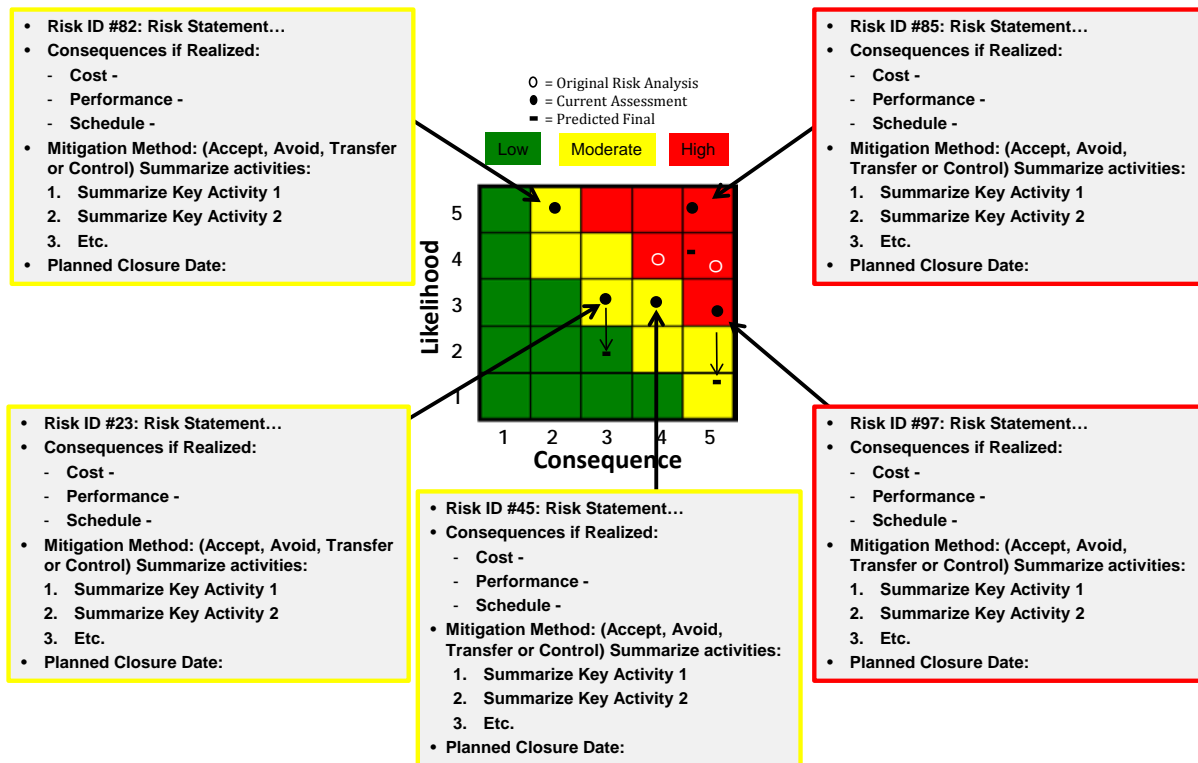 • Risk ID #82: Risk Statement…
• Consequences if Realized:
- Cost -
- Performance -
- Schedule -
• Mitigation Method: (Accept, Avoid, Transfer
or Control) Summarize activities:
1. Summarize Key Activity 1
2. Summarize Key Activity 2
3. Etc.
• Planned Closure Date:
= Original Risk Analysis
= Current Assessment
= Predicted Final
Low
Moderate
High
• Risk ID #85: Risk Statement…
• Consequences if Realized:
- Cost -
- Performance -
- Schedule -
• Mitigation Method: (Accept, Avoid,
Transfer or Control) Summarize activities:
1. Summarize Key Activity 1
2. Summarize Key Activity 2
3. Etc.
• Planned Closure Date:
Likelihood
5
4
3
2
1
1 2 3 4 5
Consequence
• Risk ID #23: Risk Statement…
• Consequences if Realized:
- Cost -
- Performance -
- Schedule -
• Mitigation Method: (Accept, Avoid, Transfer
or Control) Summarize activities:
1. Summarize Key Activity 1
2. Summarize Key Activity 2
3. Etc.
• Planned Closure Date:
• Risk ID #45: Risk Statement…
• Consequences if Realized:
- Cost -
- Performance -
- Schedule -
• Mitigation Method: (Accept, Avoid,
Transfer or Control) Summarize activities:
1. Summarize Key Activity 1
2. Summarize Key Activity 2
3. Etc.
• Planned Closure Date:
• Risk ID #97: Risk Statement…
• Consequences if Realized:
- Cost -
- Performance -
- Schedule -
• Mitigation Method: (Accept, Avoid,
Transfer or Control) Summarize activities:
1. Summarize Key Activity 1
2. Summarize Key Activity 2
3. Etc.
• Planned Closure Date: